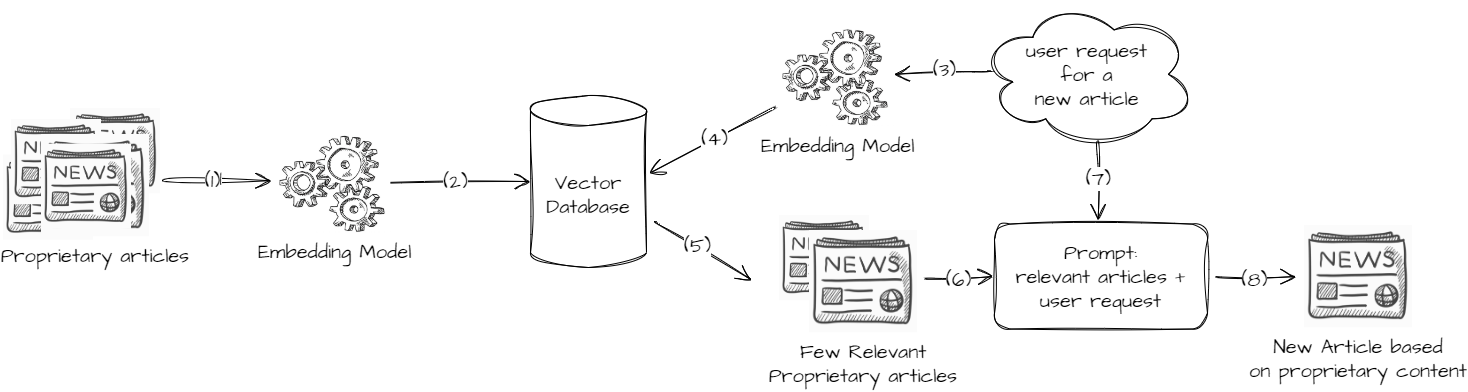 user request
for a
new article
(3)
(4)
Embedding Model
NEWS
N
NEWS
(1)
(2)
Vector
Database
(7)
Proprietary articles
Embedding Model
(5)
N
NEWS
(6)
Prompt:
relevant articles +
user request
(8)
NEWS
Few Relevant
Proprietary articles
New Article based
on proprietary content